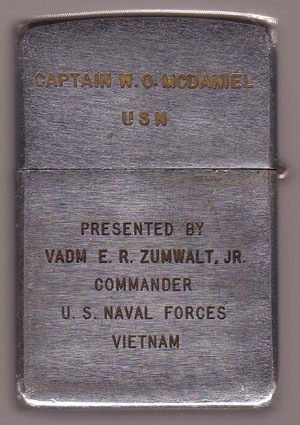 CAPTAIN W. O. MCDANIEL
USN
PRESENTED BY
VADM E. R. ZUMWALT, JR.
COMMANDER
U. S. NAVAL FORCES
VIETNAM